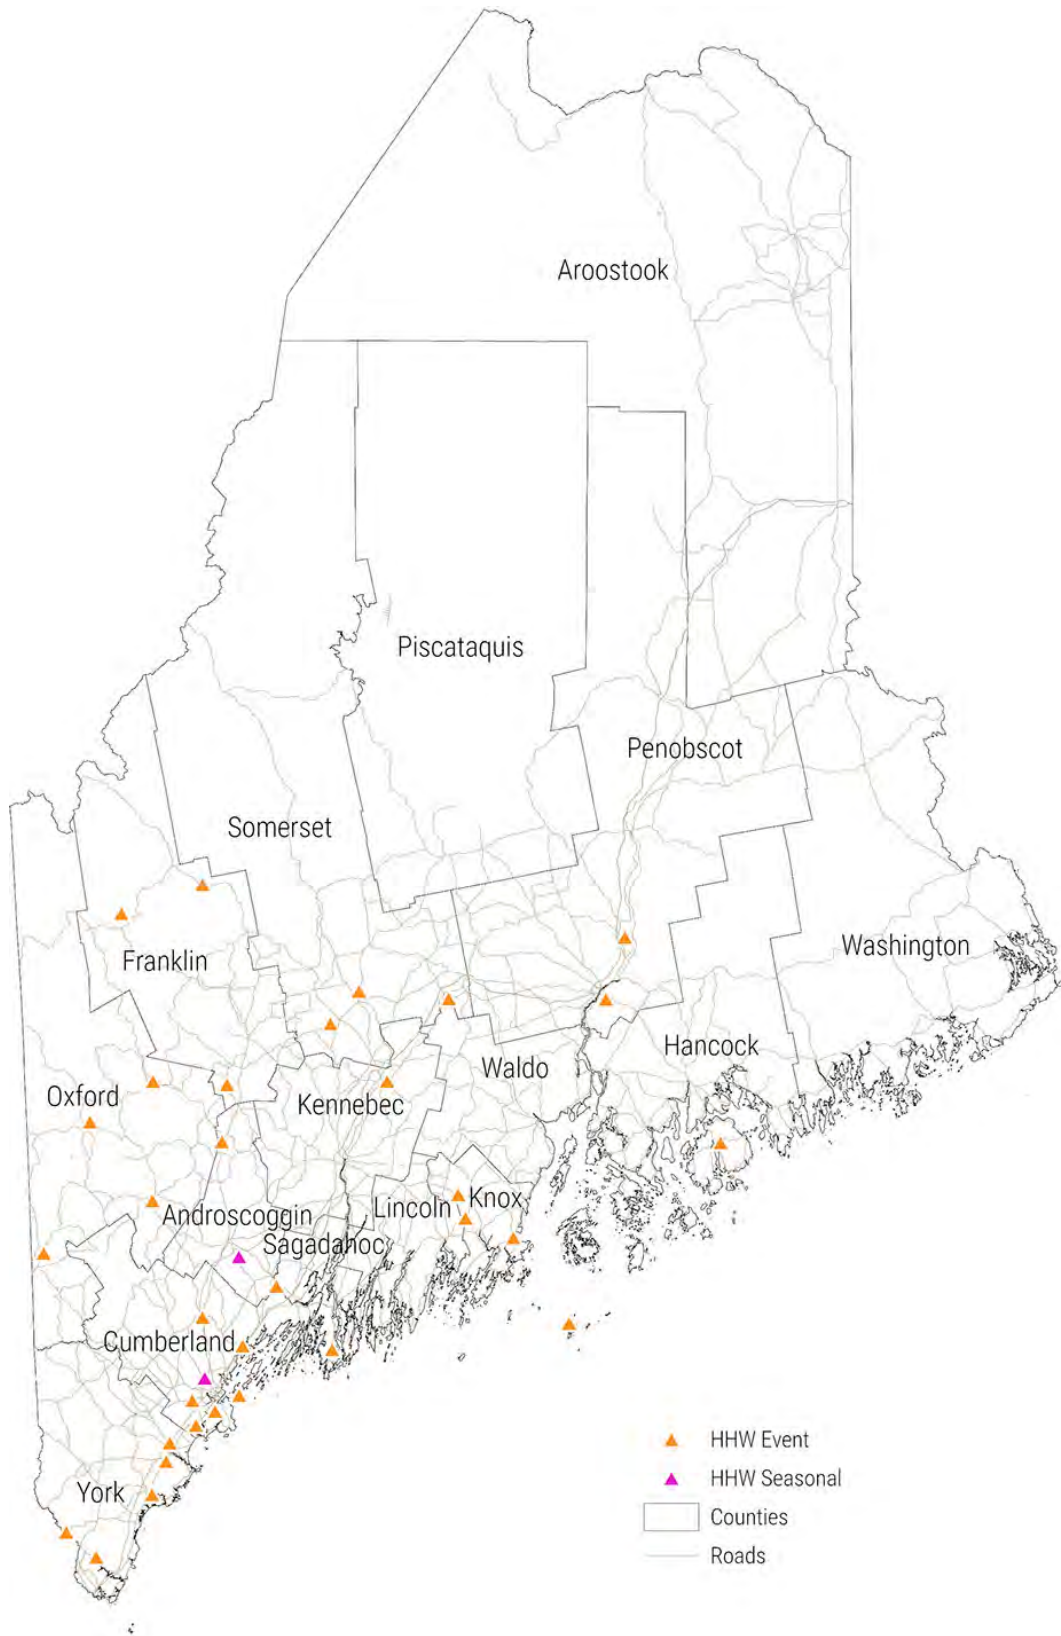 Aroostook
Piscataquis
Penobscot
Somerset
Washington
Franklin
Hancock
Waldo
Oxford
Kennebec
Lincoln
Knox
Androscoggin
Sagadahoc
Cumberland
York
HHW Event
HHW Seasonal
Counties
Roads